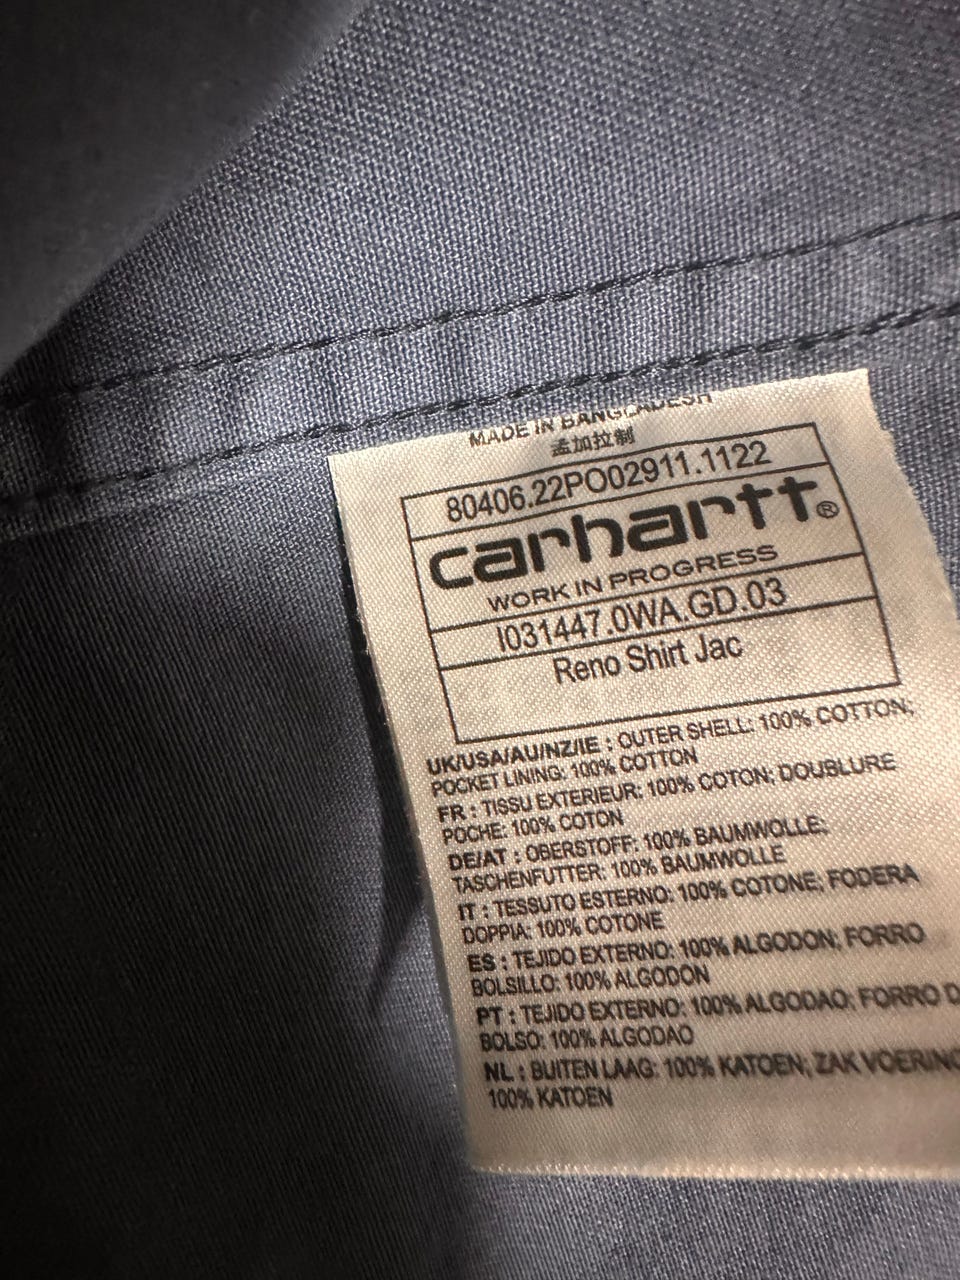 MADE IN BANGLADESH
孟加拉制
80406.22PO02911.1122
carhartt®
WORK IN PROGRESS
I031447.0WA.GD.03
Reno Shirt Jac
UK/USA/AU/NZ/IE : OUTER SHELL: 100% COTTON;
POCKET LINING: 100% COTTON
FR : TISSU EXTERIEUR: 100% COTON; DOUBLURE
POCHE: 100% COTON
DE/AT : OBERSTOFF: 100% BAUMWOLLE;
TASCHENFUTTER: 100% BAUMWOLLE
IT : TESSUTO ESTERNO: 100% COTONE; FODERA
DOPPIA: 100% COTONE
ES : TEJIDO EXTERNO: 100% ALGODON; FORRO
BOLSILLO: 100% ALGODON
PT : TEJIDO EXTERNO: 100% ALGODAO; FORRO D
BOLSO: 100% ALGODAO
NL : BUITEN LAAG: 100% KATOEN; ZAK VOERING
100% KATOEN